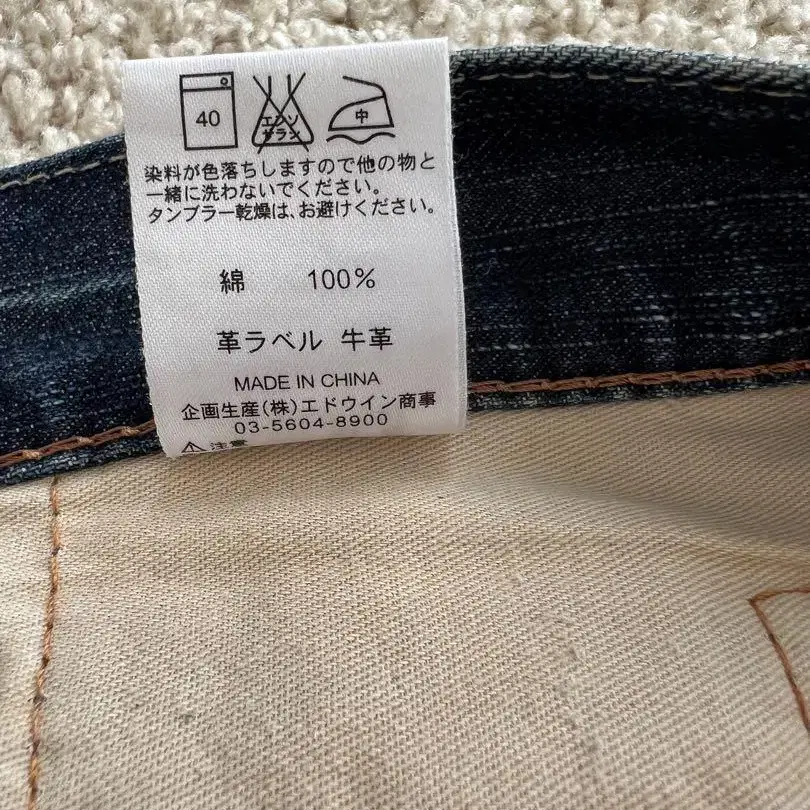 40
エンソ
サラシ
中
染料が色落ちしますので他の物と
一緒に洗わないでください。
タンブラー乾燥は、お避けください。
綿 100%
革ラベル 牛革
MADE IN CHINA
企画生産(株)エドウイン商事
03-5604-8900
注意